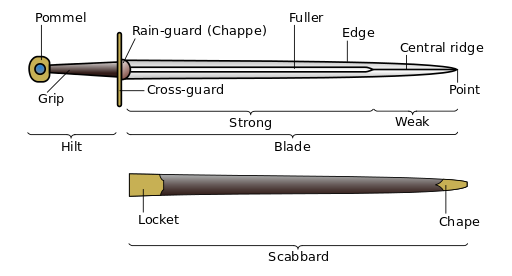 Pommel
Rain-guard (Chappe)
Fuller
Edge
Central ridge
Grip
Cross-guard
Point
Strong
Weak
Hilt
Blade
Locket
Chape
Scabbard